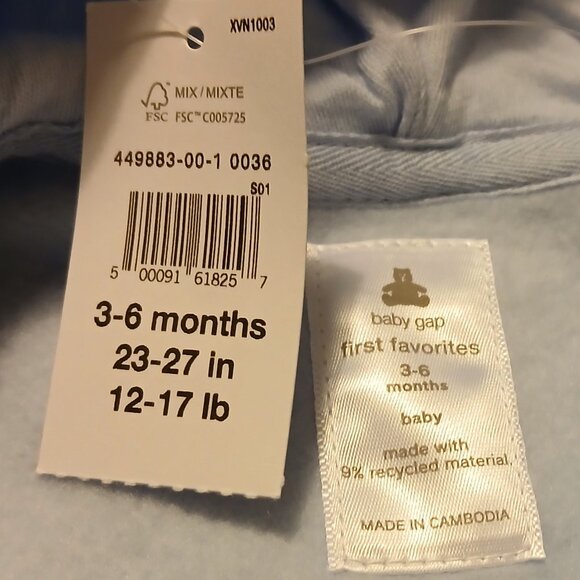 XVN1003
MIX / MIXTE
FSC FSC™ C005725
449883-00-1 0036
S01
5 00091 61825 7
3-6 months
23-27 in
12-17 lb
baby gap
first favorites
3-6
months
baby
made with
9% recycled material.
MADE IN CAMBODIA